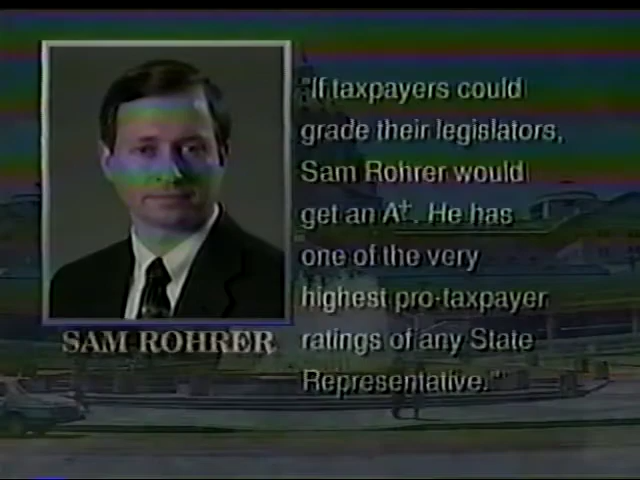 SAM ROHRER
"If taxpayers could
grade their legislators,
Sam Rohrer would
get an A+. He has
one of the very
highest pro-taxpayer
ratings of any State
Representative."